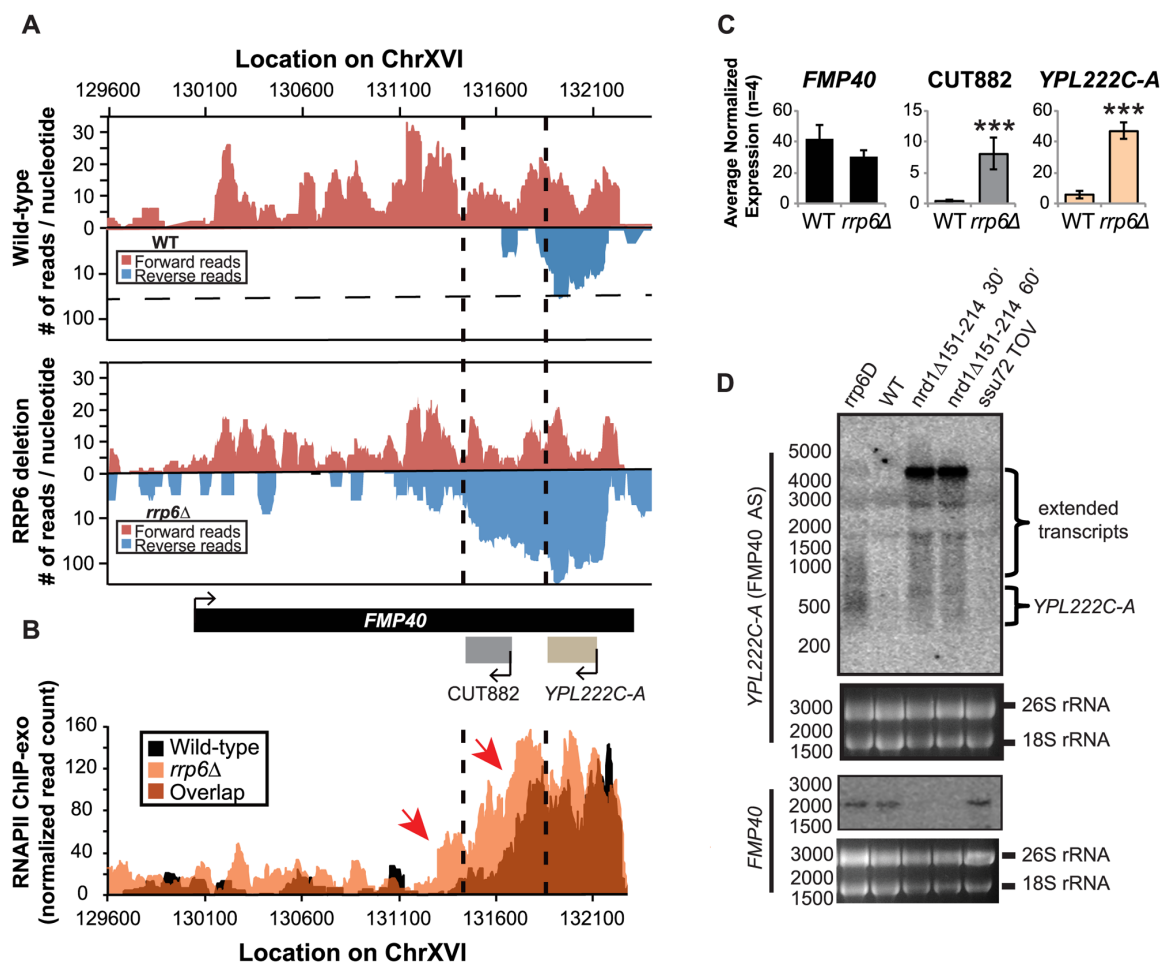 A
Location on ChrXVI
129600 130100 130600 131100 131600 132100
Wild-type
# of reads / nucleotide
30
20
10
0
10
100
WT
Forward reads
Reverse reads
RRP6 deletion
# of reads / nucleotide
30
20
10
0
10
100
rrp6Δ
Forward reads
Reverse reads
FMP40
CUT882
YPL222C-A
B
RNAPII ChIP-exo
(normalized read count)
160
120
80
40
0
Wild-type
rrp6Δ
Overlap
129600 130100 130600 131100 131600 132100
Location on ChrXVI
C
Average Normalized
Expression (n=4)
FMP40
60
40
20
0
WT rrp6Δ
CUT882
15
10
5
0
***
WT rrp6Δ
YPL222C-A
60
40
20
0
***
WT rrp6Δ
D
rrp6D
WT
nrd1Δ151-214 30'
nrd1Δ151-214 60'
ssu72 TOV
YPL222C-A (FMP40 AS)
5000
4000
3000
2000
1500
1000
500
200
extended
transcripts
YPL222C-A
3000
2000
1500
26S rRNA
18S rRNA
FMP40
3000
2000
1500
3000
2000
1500
26S rRNA
18S rRNA